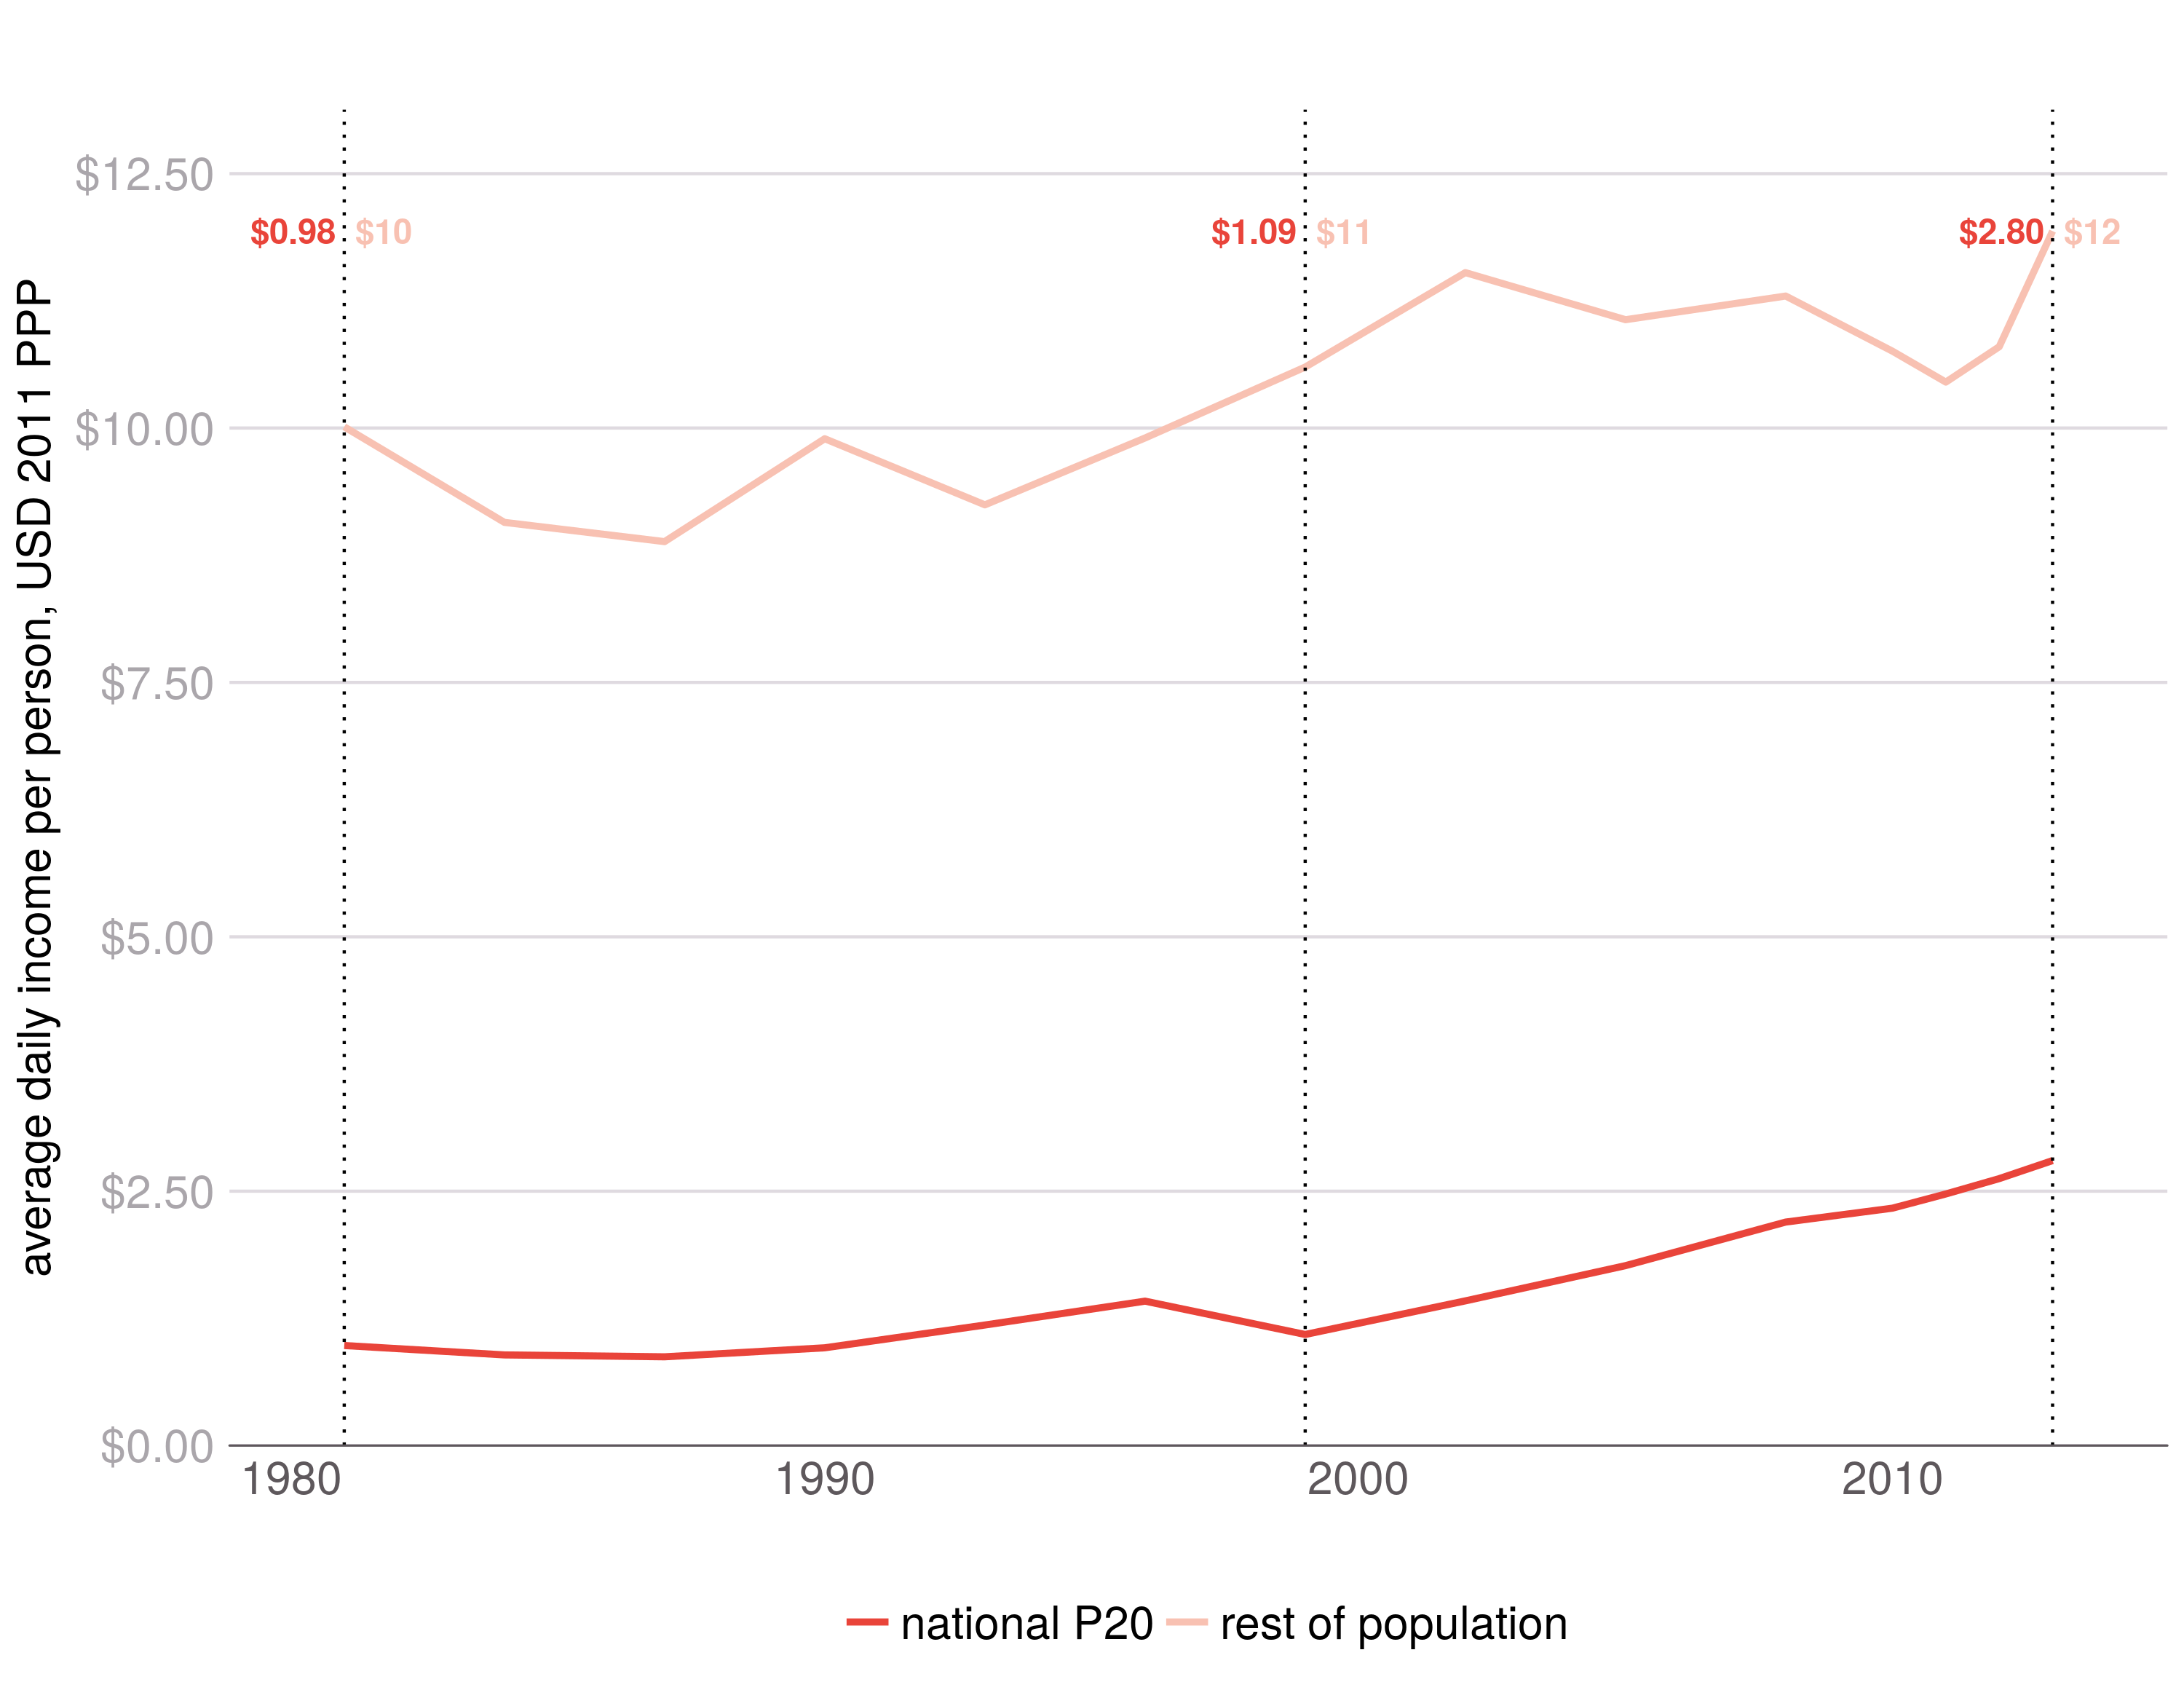 average daily income per person, USD 2011 PPP
$12.50
$0.98 $10 $1.09 $11 $2.80 $12
$10.00
$7.50
$5.00
$2.50
$0.00
1980 1990 2000 2010
national P20 rest of population